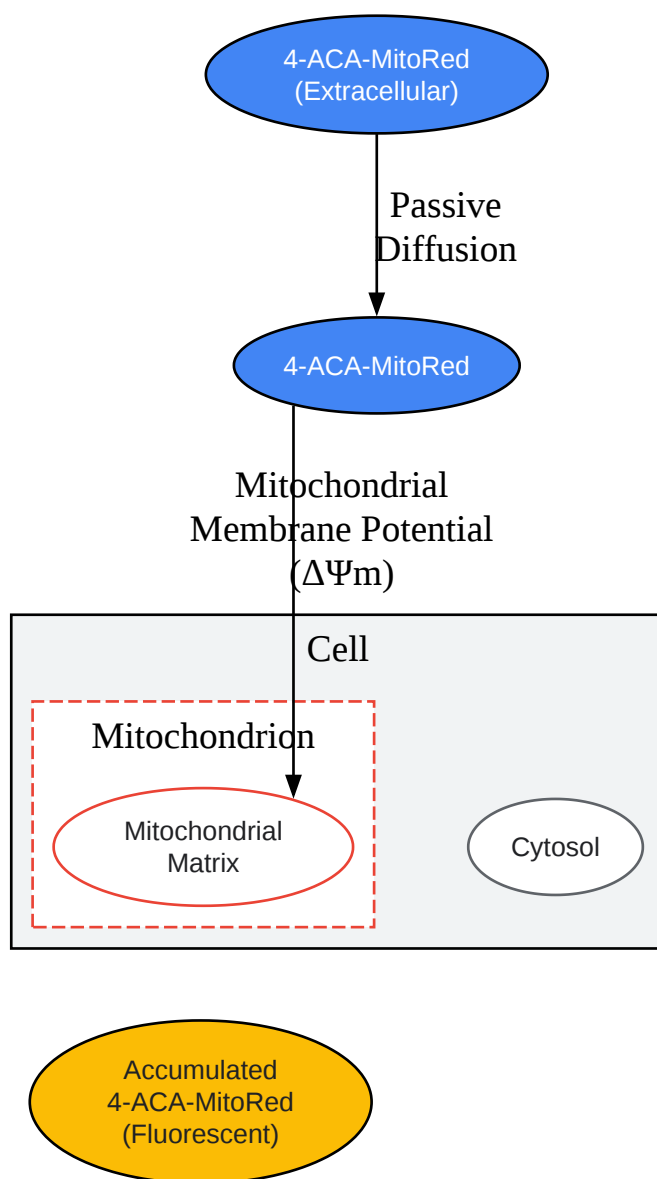 4-ACA-MitoRed
(Extracellular)
Passive
Diffusion
4-ACA-MitoRed
Mitochondrial
Membrane Potential
(ΔΨm)
Cell
Mitochondrion
Mitochondrial
Matrix
Cytosol
Accumulated
4-ACA-MitoRed
(Fluorescent)